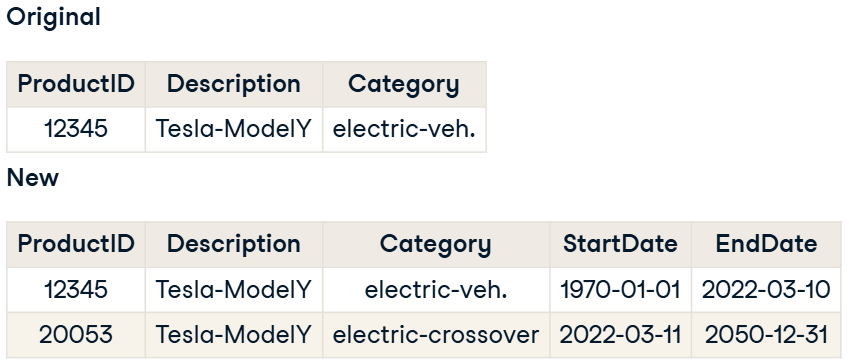 Original
ProductID Description Category
12345 Tesla-ModelY electric-veh.
New
ProductID Description Category StartDate EndDate
12345 Tesla-ModelY electric-veh. 1970-01-01 2022-03-10
20053 Tesla-ModelY electric-crossover 2022-03-11 2050-12-31